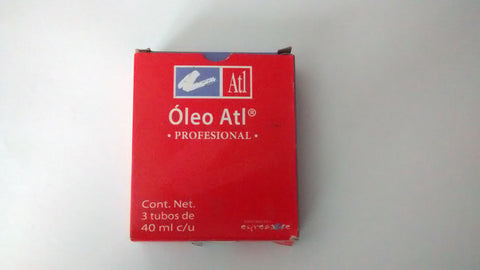 Atl
Óleo Atl®
• PROFESIONAL •
Cont. Net.
3 tubos de
40 ml c/u